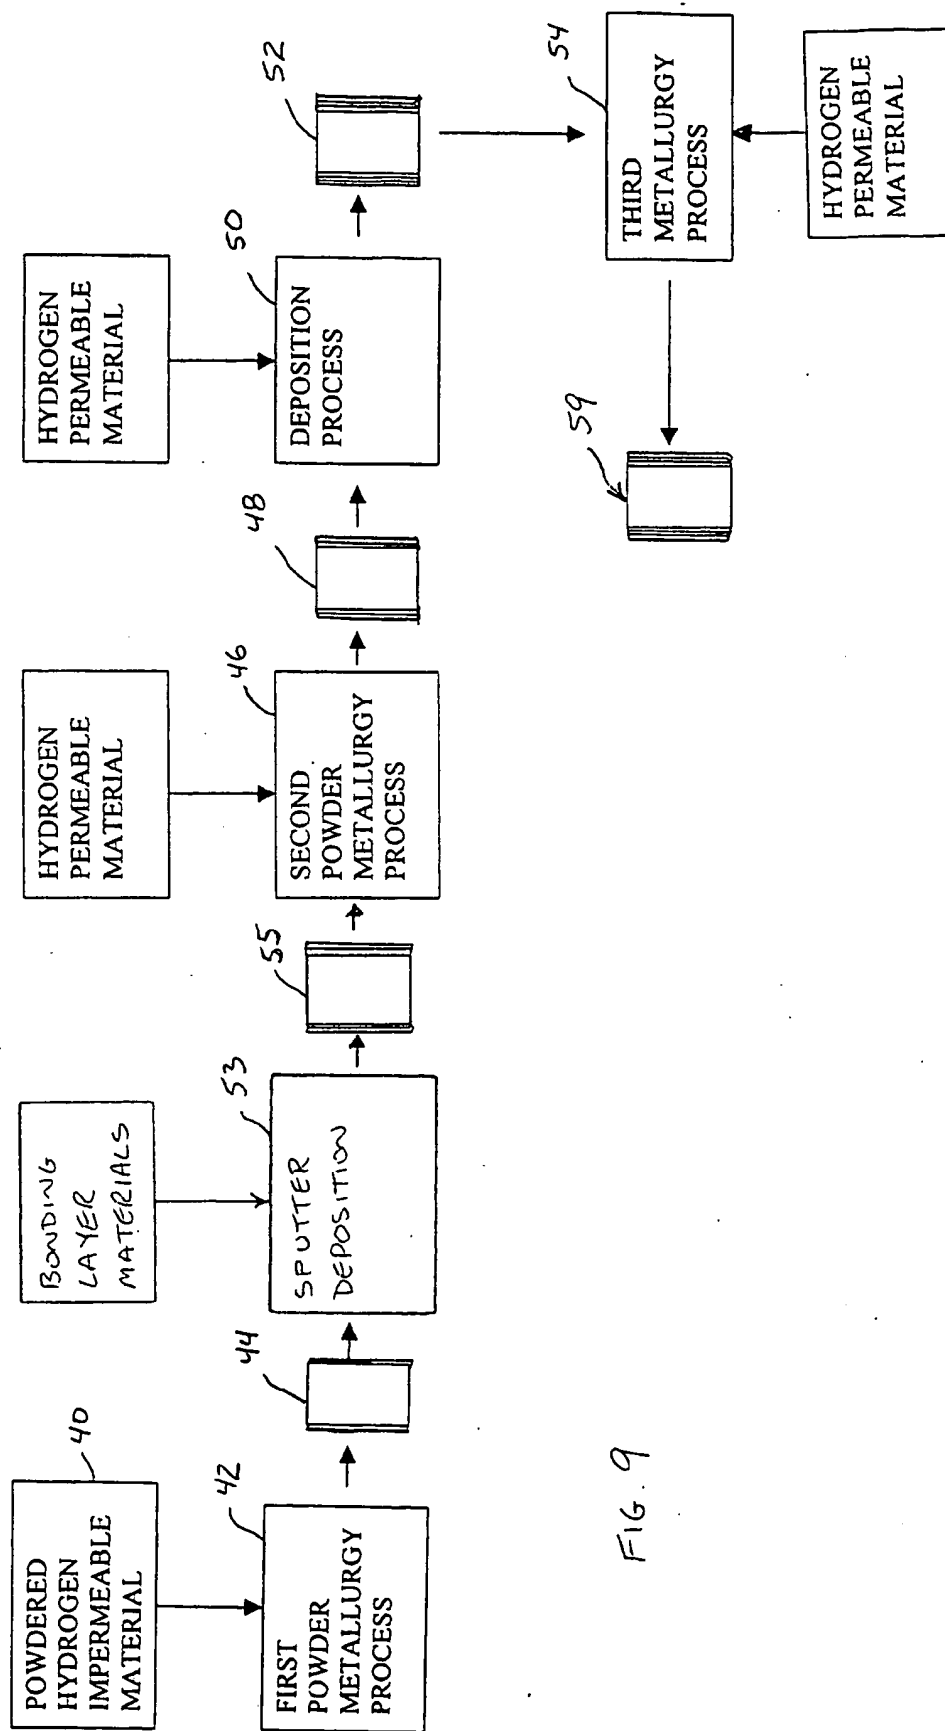 POWDERED
HYDROGEN
IMPERMEABLE
MATERIAL
40
BONDING
LAYER
MATERIALS
HYDROGEN
PERMEABLE
MATERIAL
HYDROGEN
PERMEABLE
MATERIAL
42
FIRST
POWDER
METALLURGY
PROCESS
44
53
SPUTTER
DEPOSITION
55
46
SECOND
POWDER
METALLURGY
PROCESS
48
50
DEPOSITION
PROCESS
52
54
THIRD
METALLURGY
PROCESS
59
HYDROGEN
PERMEABLE
MATERIAL
FIG. 9